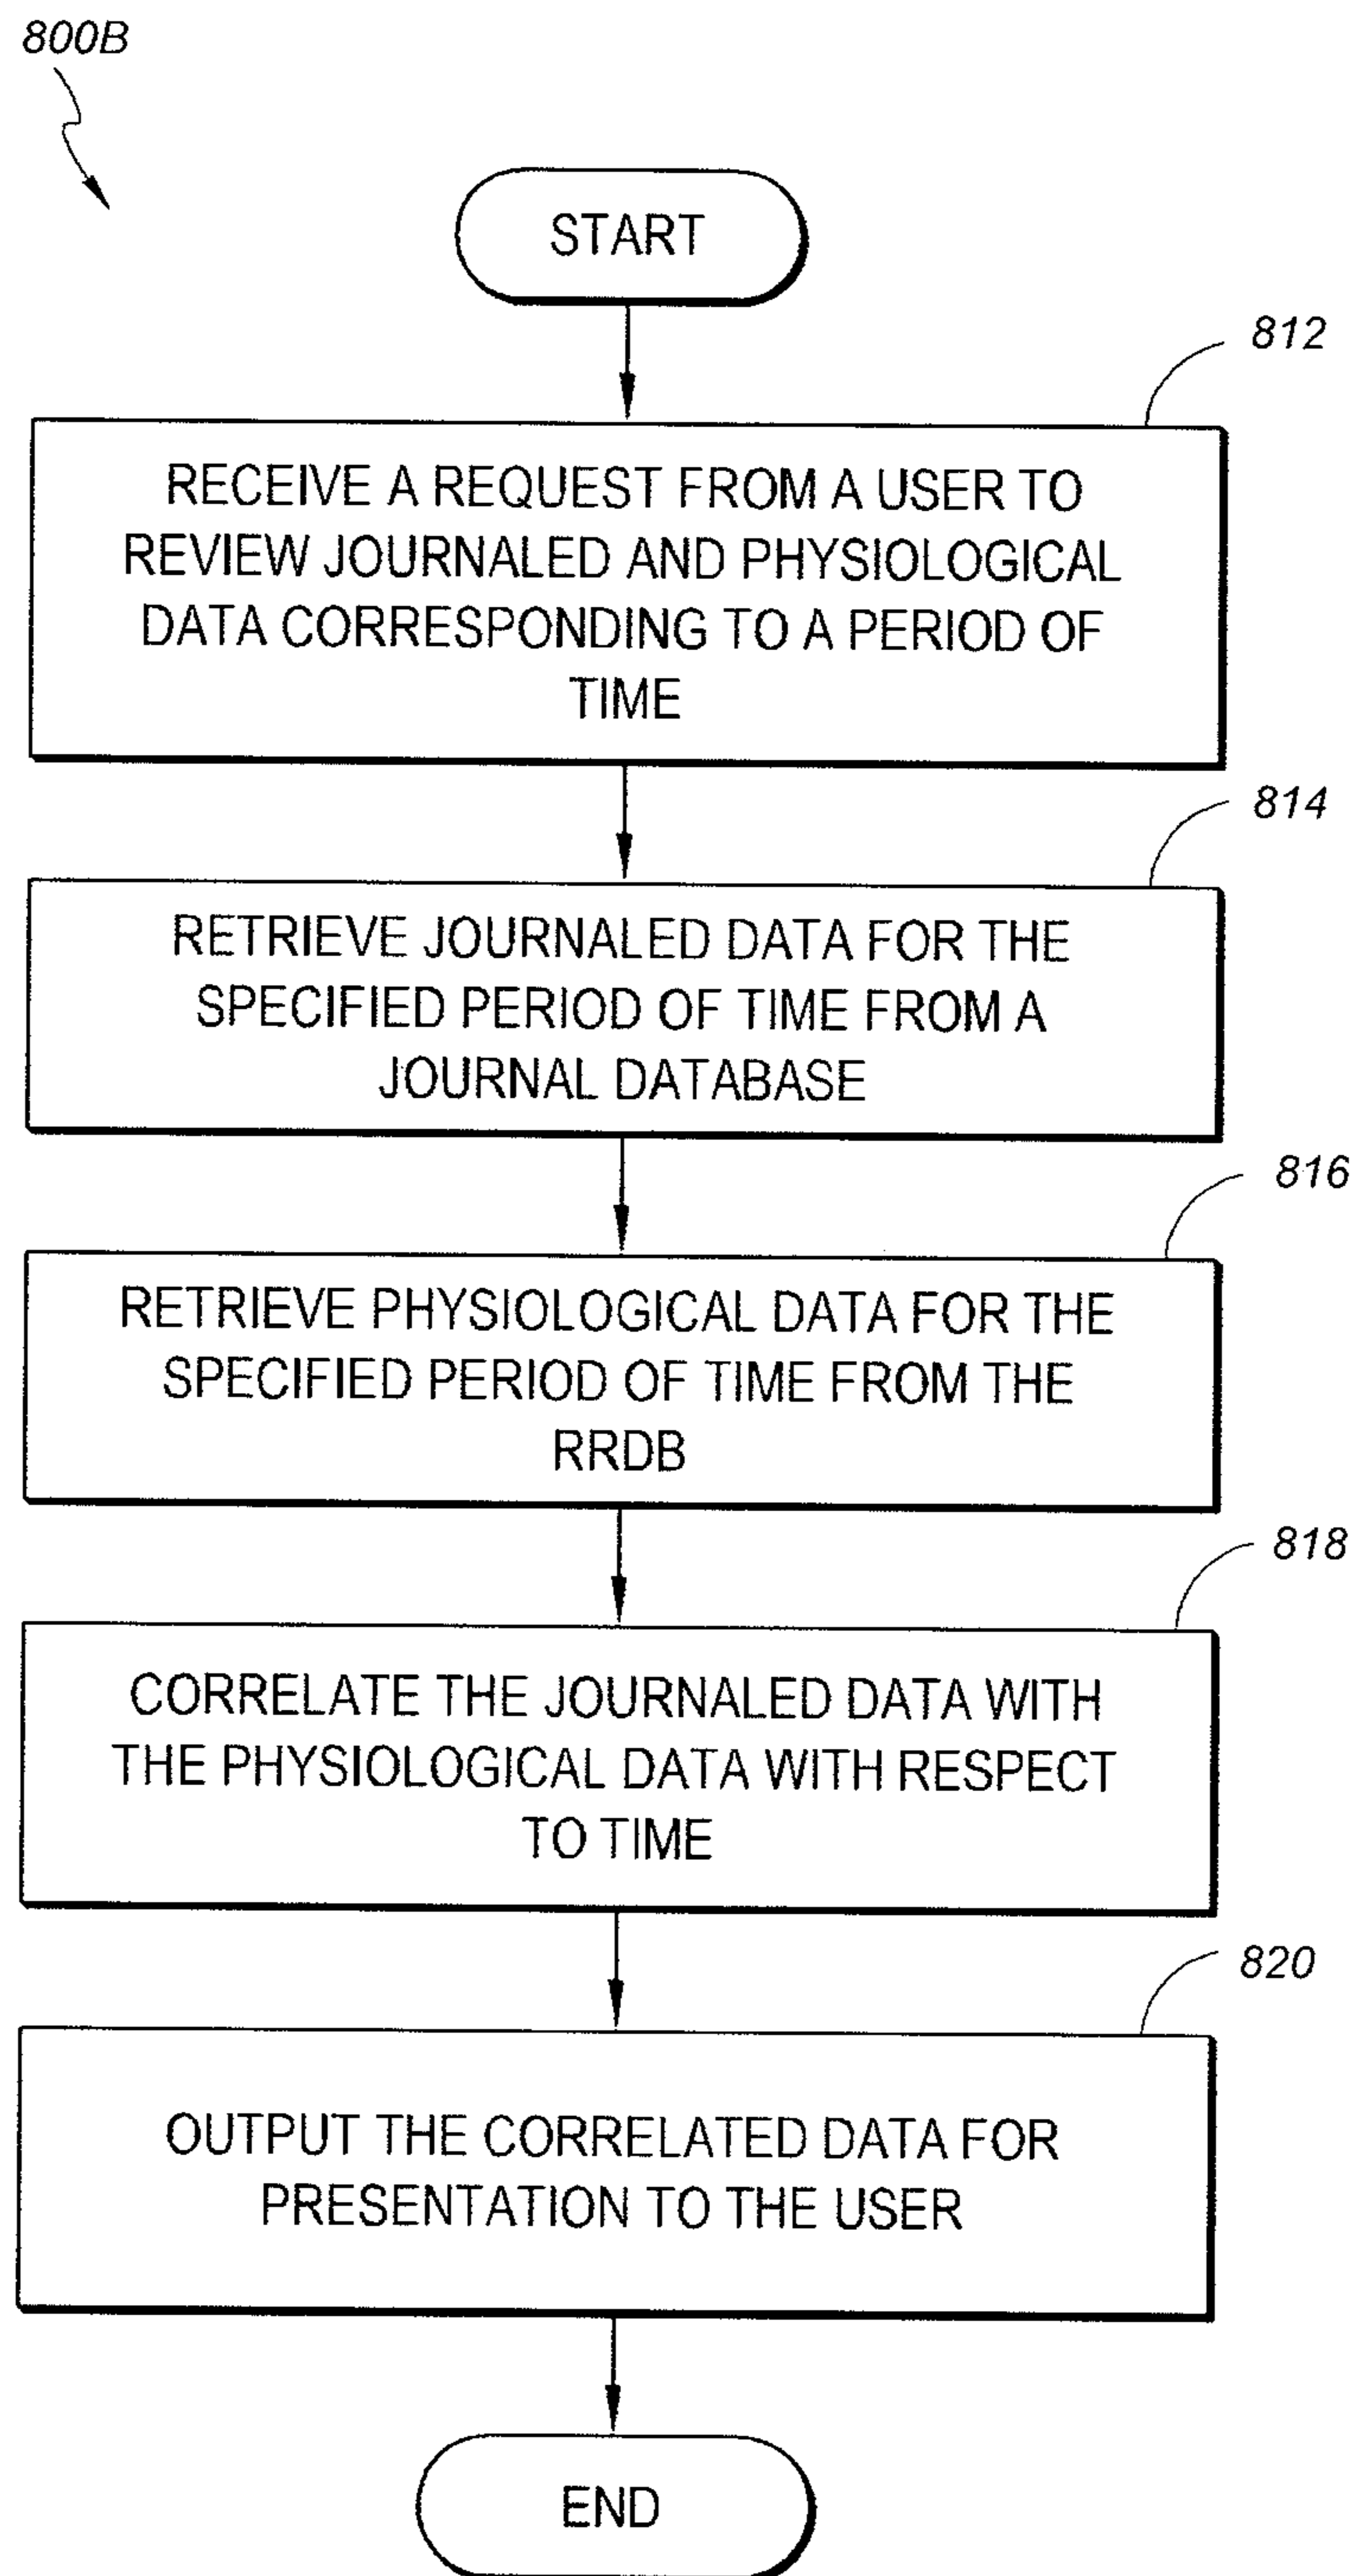 800B
START
812
RECEIVE A REQUEST FROM A USER TO
REVIEW JOURNALED AND PHYSIOLOGICAL
DATA CORRESPONDING TO A PERIOD OF
TIME
814
RETRIEVE JOURNALED DATA FOR THE
SPECIFIED PERIOD OF TIME FROM A
JOURNAL DATABASE
816
RETRIEVE PHYSIOLOGICAL DATA FOR THE
SPECIFIED PERIOD OF TIME FROM THE
RRDB
818
CORRELATE THE JOURNALED DATA WITH
THE PHYSIOLOGICAL DATA WITH RESPECT
TO TIME
820
OUTPUT THE CORRELATED DATA FOR
PRESENTATION TO THE USER
END